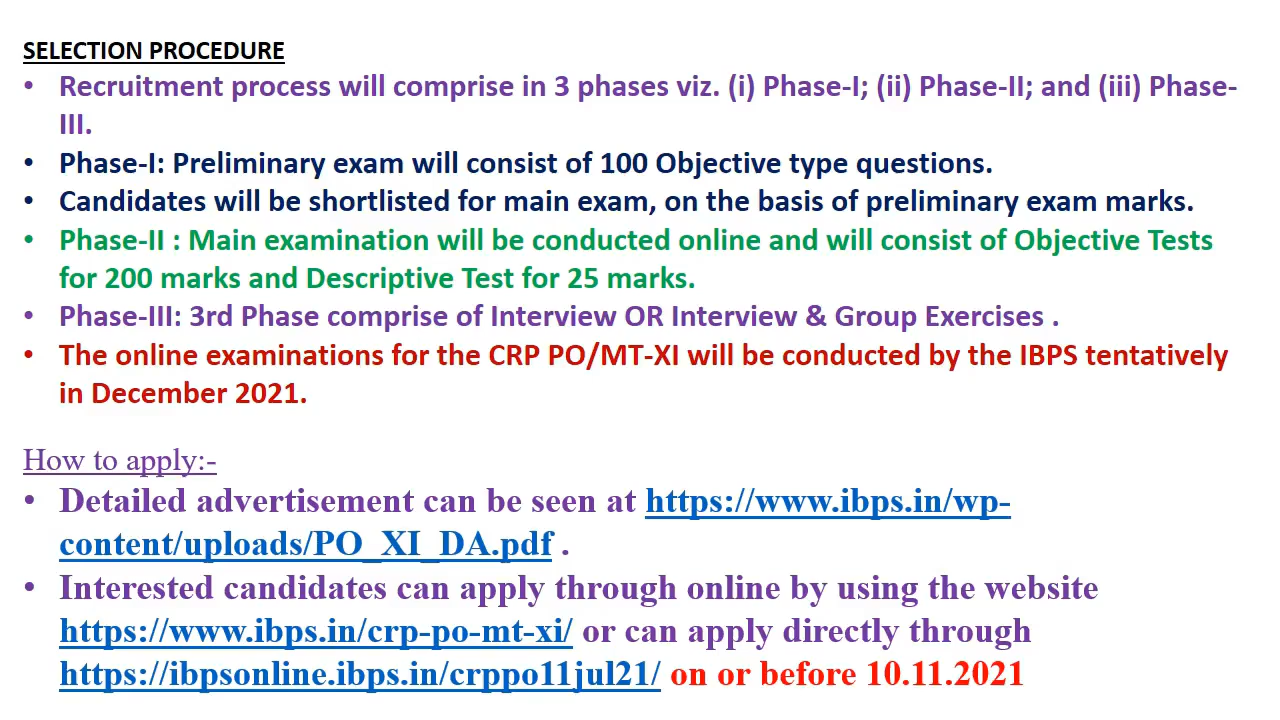 SELECTION PROCEDURE
• Recruitment process will comprise in 3 phases viz. (i) Phase-I; (ii) Phase-II; and (iii) Phase-
III.
• Phase-I: Preliminary exam will consist of 100 Objective type questions.
• Candidates will be shortlisted for main exam, on the basis of preliminary exam marks.
• Phase-II : Main examination will be conducted online and will consist of Objective Tests
for 200 marks and Descriptive Test for 25 marks.
• Phase-III: 3rd Phase comprise of Interview OR Interview & Group Exercises .
• The online examinations for the CRP PO/MT-XI will be conducted by the IBPS tentatively
in December 2021.
How to apply:-
• Detailed advertisement can be seen at https://www.ibps.in/wp-
content/uploads/PO_XI_DA.pdf .
• Interested candidates can apply through online by using the website
https://www.ibps.in/crp-po-mt-xi/ or can apply directly through
https://ibpsonline.ibps.in/crppo11jul21/ on or before 10.11.2021